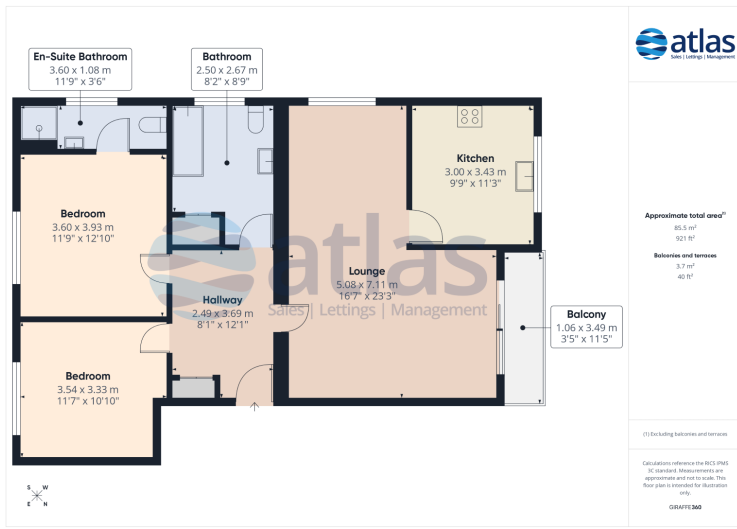 En-Suite Bathroom
3.60 x 1.08 m
11'9" x 3'6"
Bathroom
2.50 x 2.67 m
8'2" x 8'9"
Kitchen
3.00 x 3.43 m
9'9" x 11'3"
Bedroom
3.60 x 3.93 m
11'9" x 12'10"
Lounge
5.08 x 7.11 m
16'7" x 23'3"
Hallway
2.49 x 3.69 m
8'1" x 12'1"
Balcony
1.06 x 3.49 m
3'5" x 11'5"
Bedroom
3.54 x 3.33 m
11'7" x 10'10"
atlas
Sales | Lettings | Management
S W
E N
atlas
Sales | Lettings | Management
Approximate total area(1)
85.5 m²
921 ft²
Balconies and terraces
3.7 m²
40 ft²
(1) Excluding balconies and terraces
Calculations reference the RICS IPMS
3C standard. Measurements are
approximate and not to scale. This
floor plan is intended for illustration
only.
GIRAFFE360